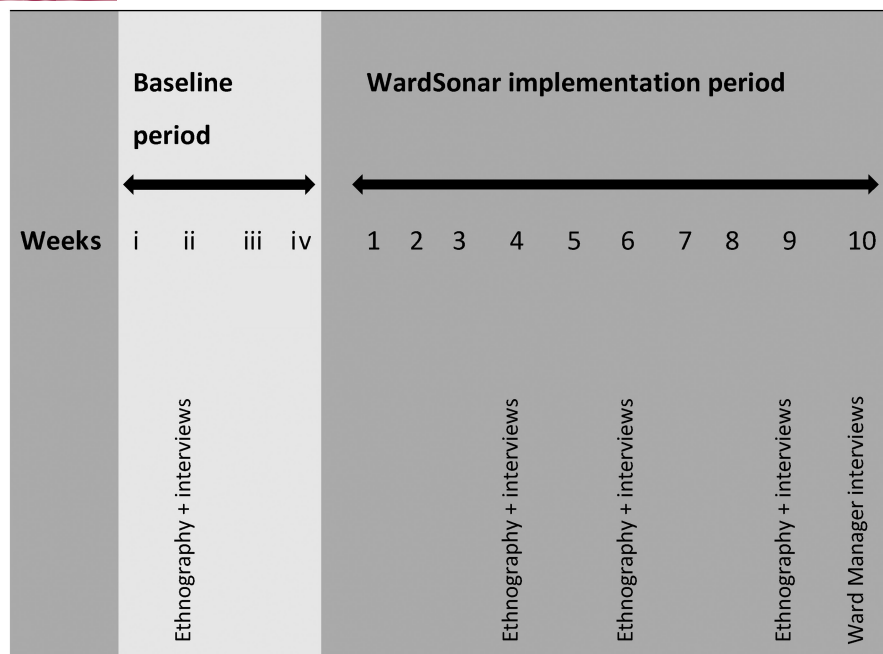 Baseline
period
WardSonar implementation period
Weeks i ii iii iv 1 2 3 4 5 6 7 8 9 10
Ethnography + interviews
Ethnography + interviews
Ethnography + interviews
Ethnography + interviews
Ward Manager interviews